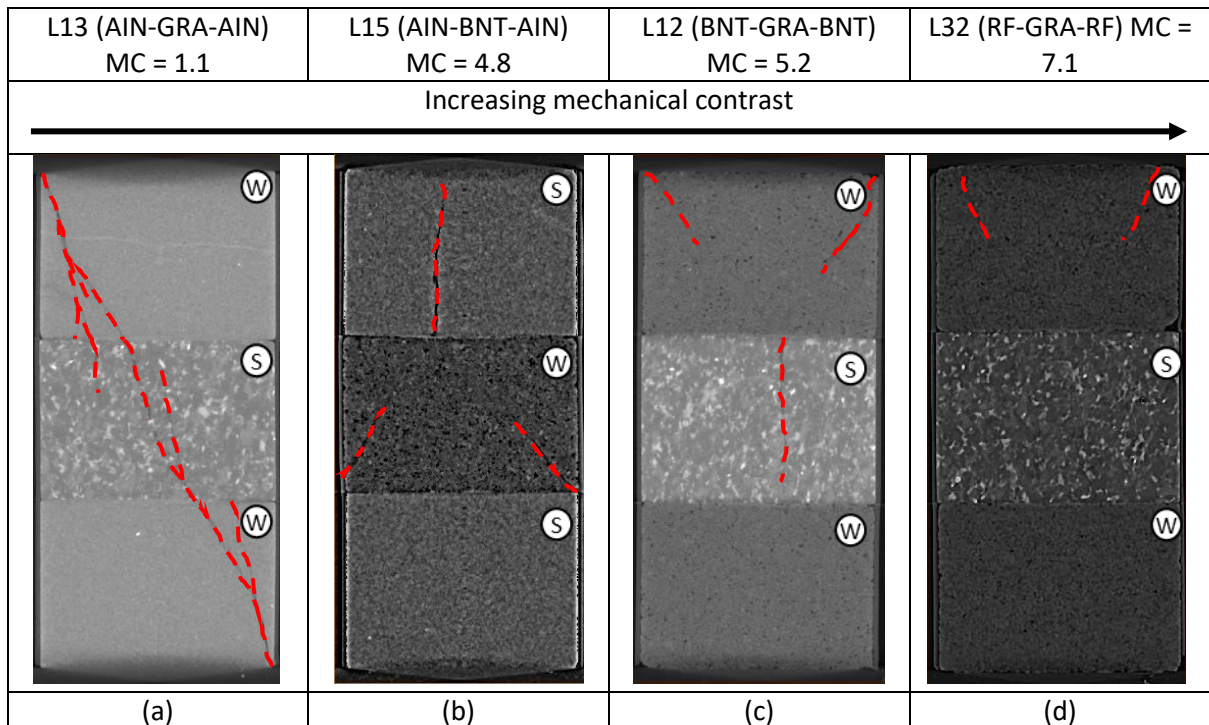 L13 (AIN-GRA-AIN)
MC = 1.1
L15 (AIN-BNT-AIN)
MC = 4.8
L12 (BNT-GRA-BNT)
MC = 5.2
L32 (RF-GRA-RF) MC =
7.1
Increasing mechanical contrast
W
S
W
S
W
S
W
S
W
S
W
W
(a)
(b)
(c)
(d)